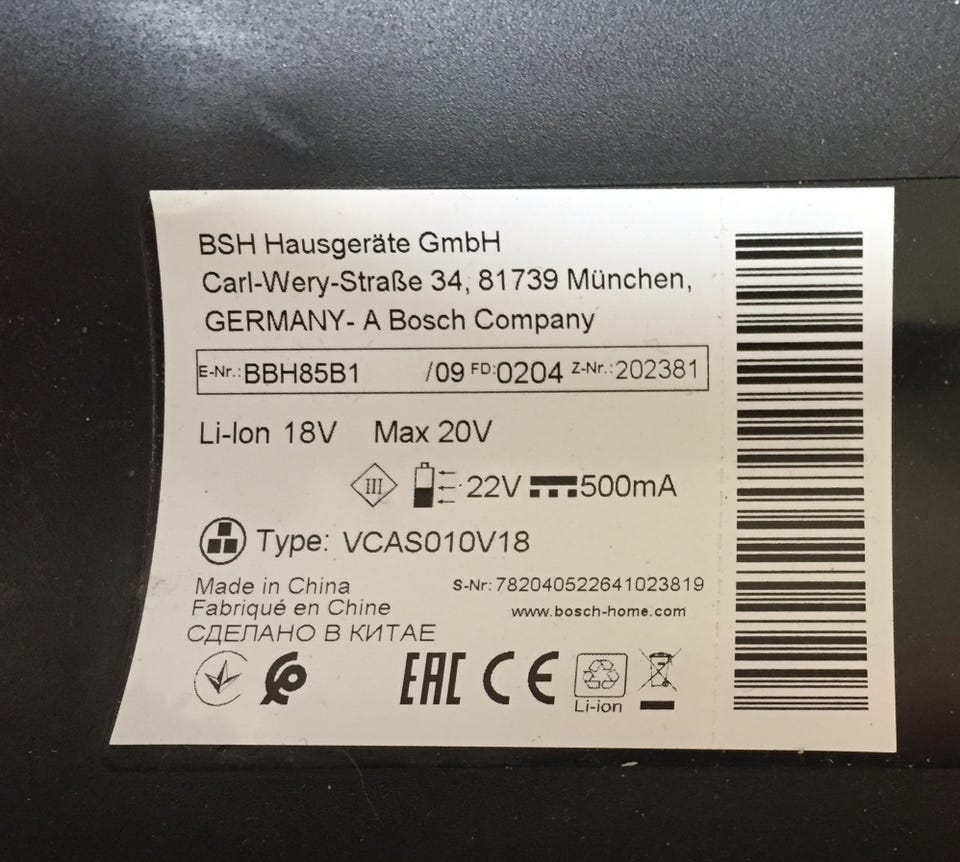 BSH Hausgeräte GmbH
Carl-Wery-Straße 34, 81739 München,
GERMANY- A Bosch Company
E-Nr.: BBH85B1 /09 FD:0204 Z-Nr.:202381
Li-Ion 18V Max 20V
III 22V 500mA
Type: VCAS010V18
Made in China S-Nr: 782040522641023819
Fabriqué en Chine www.bosch-home.com
СДЕЛАНО В КИТАЕ
EAC CE
Li-ion